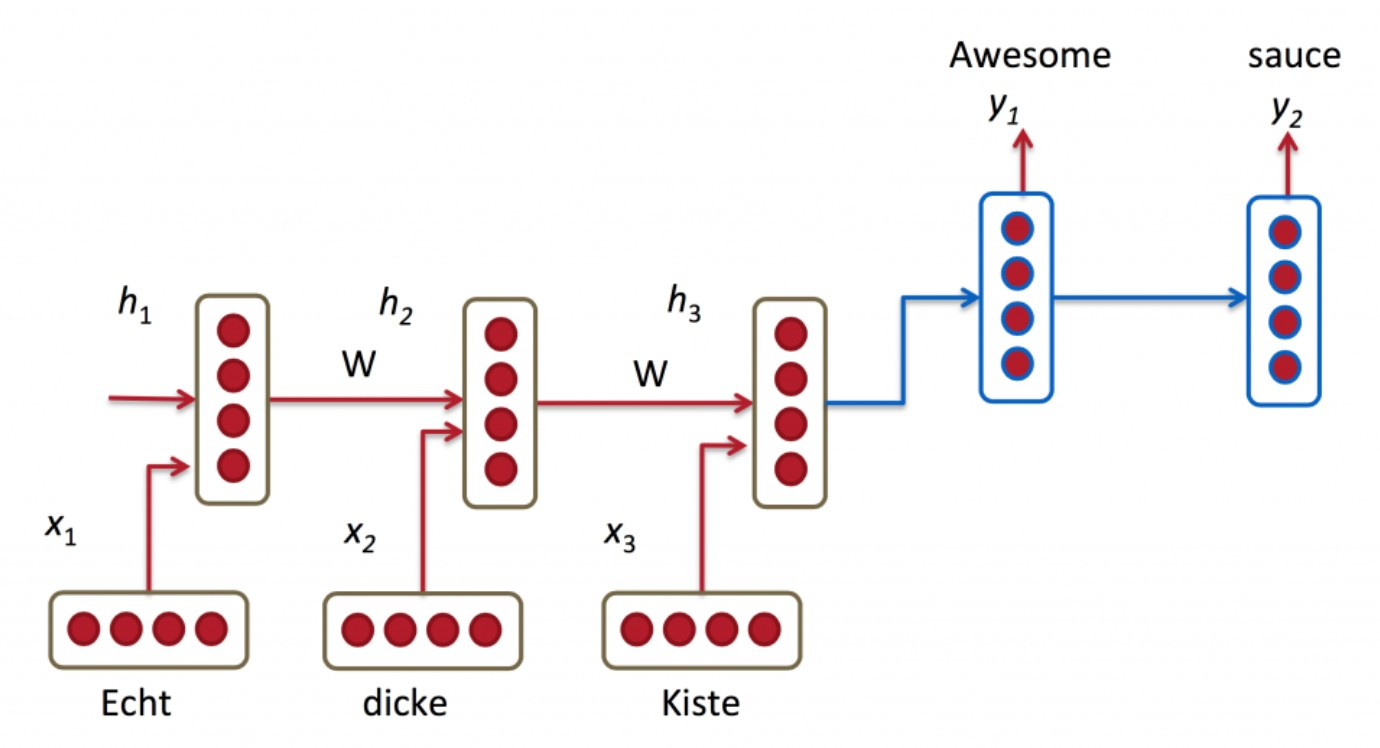 Awesome sauce
y1 y2
h1 h2 h3
W W
x1 x2 x3
Echt dicke Kiste